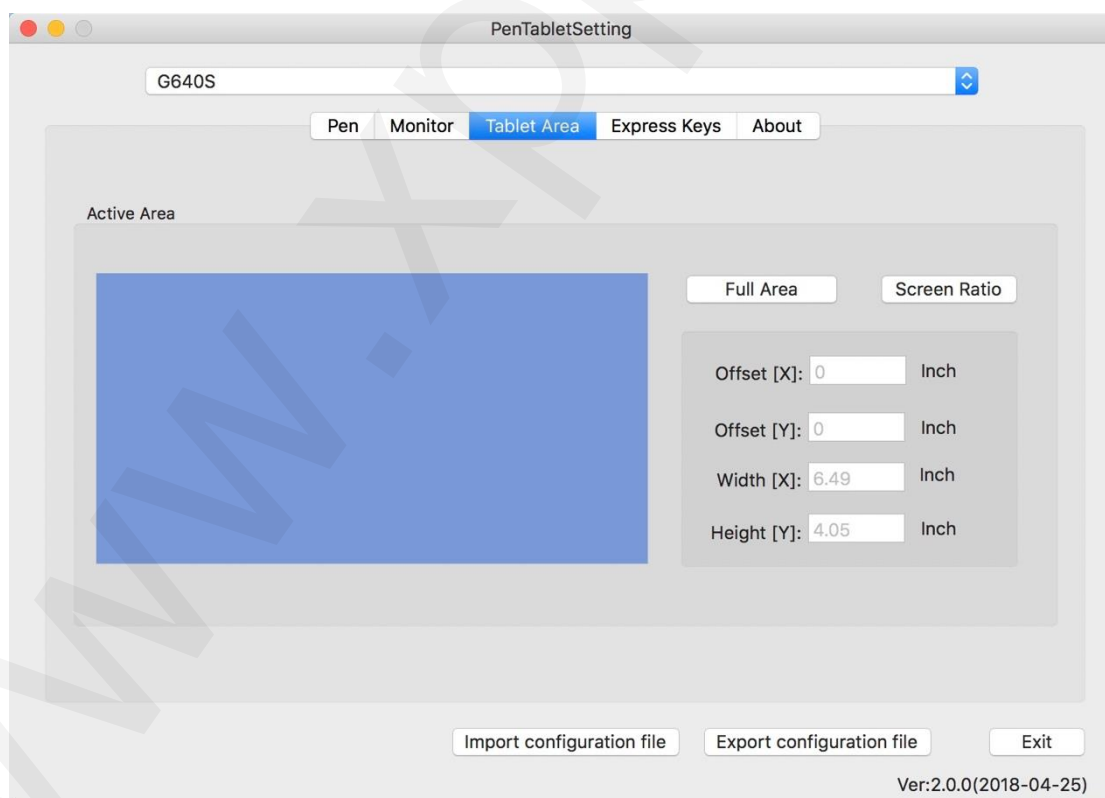 PenTabletSetting
G640S
Pen Monitor Tablet Area Express Keys About
Active Area
Full Area Screen Ratio
Offset [X]: 0 Inch
Offset [Y]: 0 Inch
Width [X]: 6.49 Inch
Height [Y]: 4.05 Inch
Import configuration file Export configuration file Exit
Ver:2.0.0(2018-04-25)
www.xp